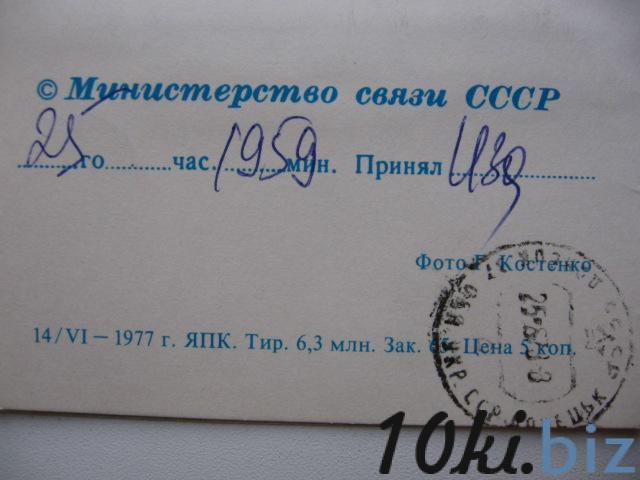 © Министерство связи СССР
25 го час. 1959 мин. Принял
Фото Г. Костенко
14/VI — 1977 г. ЯПК. Тир. 6,3 млн. Зак. Цена 5 коп.
10ki.biz